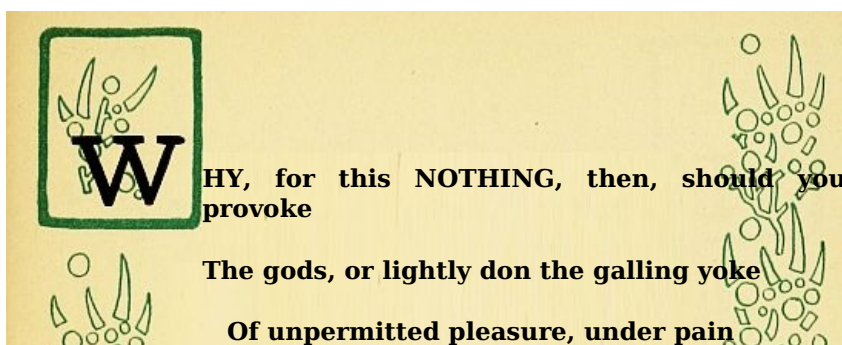 WHY, for this NOTHING, then, should you
provoke
The gods, or lightly don the galling yoke
Of unpermitted pleasure, under pain